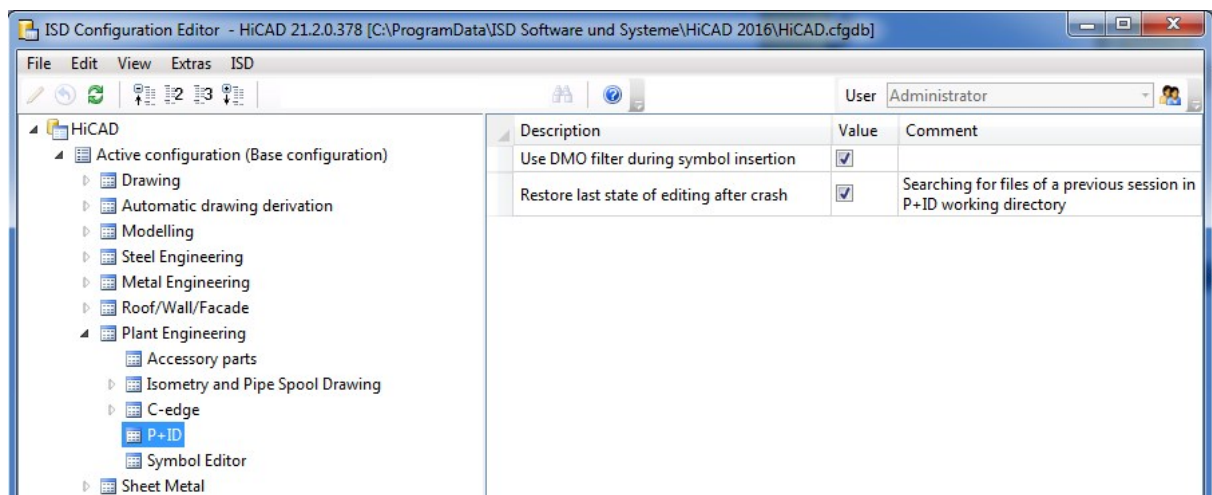 ISD Configuration Editor - HiCAD 21.2.0.378 [C:\ProgramData\ISD Software und Systeme\HiCAD 2016\HiCAD.cfgdb]
File Edit View Extras ISD
2 3 User Administrator
HiCAD
Active configuration (Base configuration)
Drawing
Automatic drawing derivation
Modelling
Steel Engineering
Metal Engineering
Roof/Wall/Facade
Plant Engineering
Accessory parts
Isometry and Pipe Spool Drawing
C-edge
P+ID
Symbol Editor
Sheet Metal
Description Value Comment
Use DMO filter during symbol insertion
Restore last state of editing after crash Searching for files of a previous session in
P+ID working directory